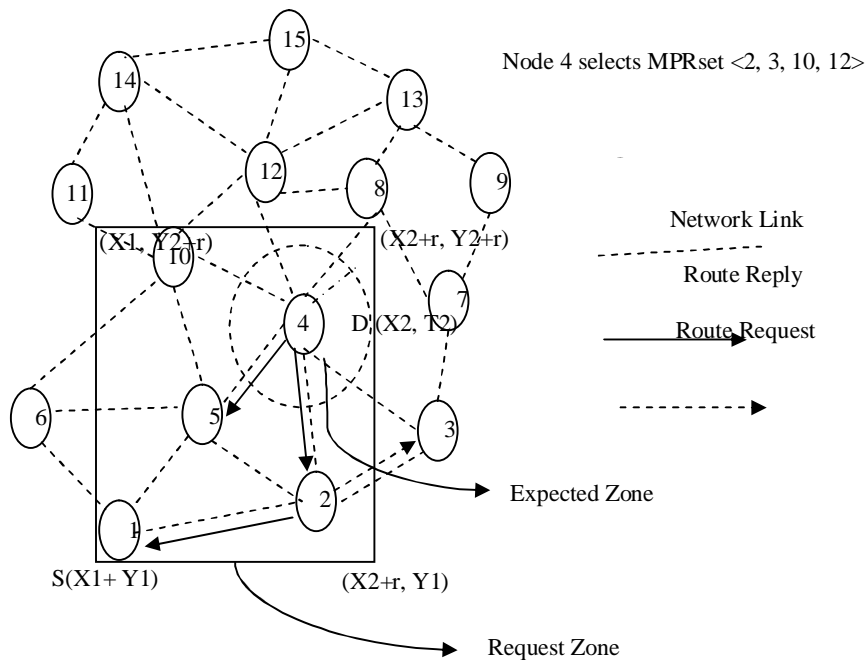 15
Node 4 selects MPRset <2, 3, 10, 12>
14
13
12
11
8
9
Network Link
(X1, Y2+r)
(X2+r, Y2+r)
10
Route Reply
7
4
D (X2, T2)
Route Request
6
5
3
2
Expected Zone
1
S(X1+ Y1)
(X2+r, Y1)
Request Zone